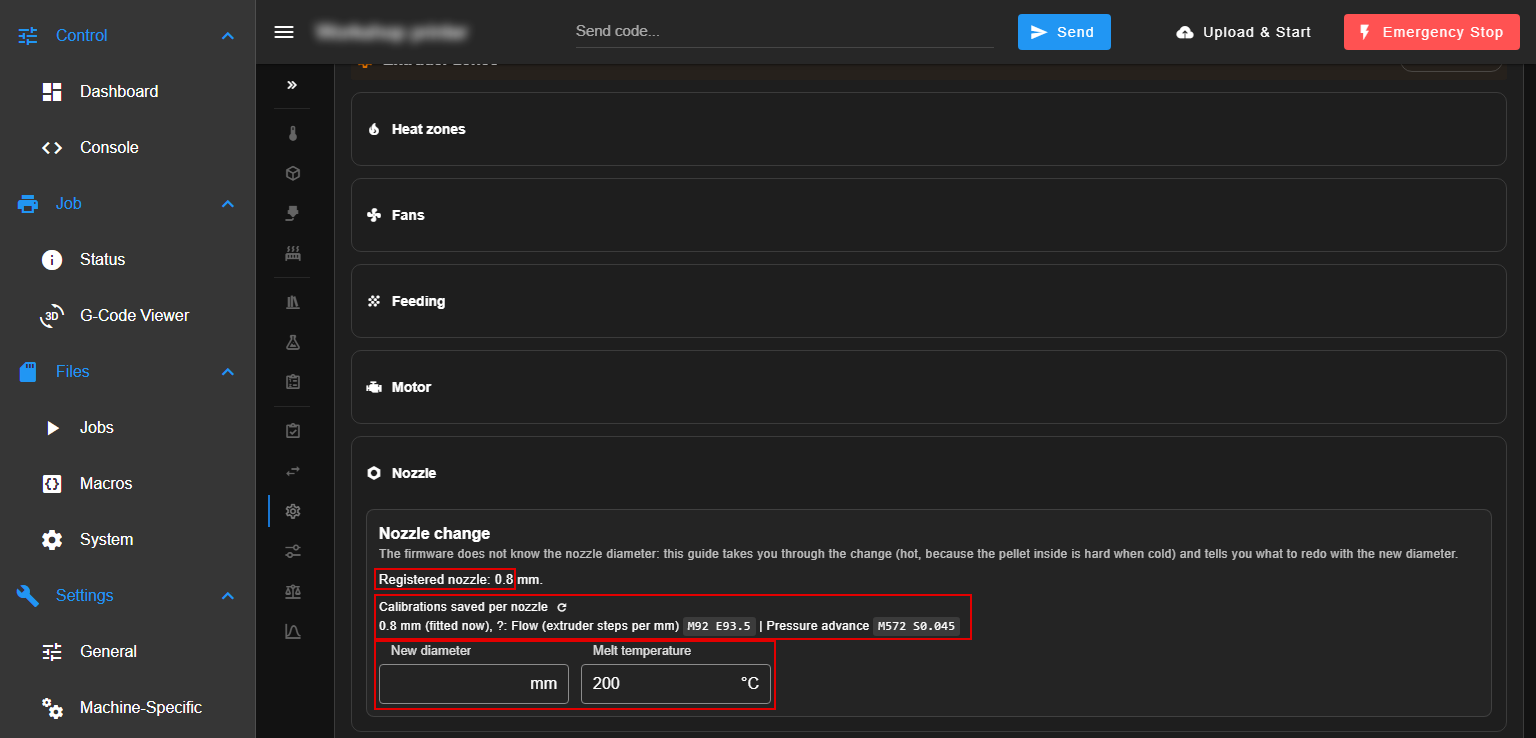 Control
Dashboard
Console
Job
Status
3D
G-Code Viewer
Files
Jobs
Macros
System
Settings
General
Machine-Specific
Send code...
Send
Upload & Start
Emergency Stop
Extruder zones
Heat zones
Fans
Feeding
Motor
Nozzle
Nozzle change
The firmware does not know the nozzle diameter: this guide takes you through the change (hot, because the pellet inside is hard when cold) and tells you what to redo with the new diameter.
Registered nozzle: 0.8 mm.
Calibrations saved per nozzle
0.8 mm (fitted now), ?: Flow (extruder steps per mm) M92 E93.5 | Pressure advance M572 S0.045
New diameter Melt temperature
mm 200 °C